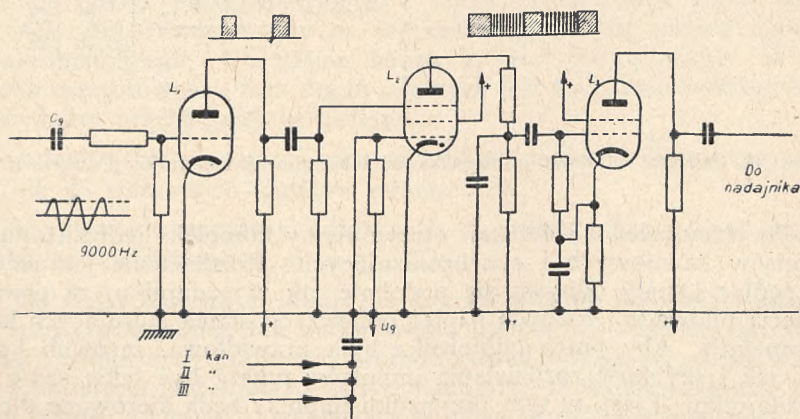 L₁
L₂
L₃
Cg
+
+
9000 Hz
Do
nadajnika
Ug
+
I kan
II "
III "